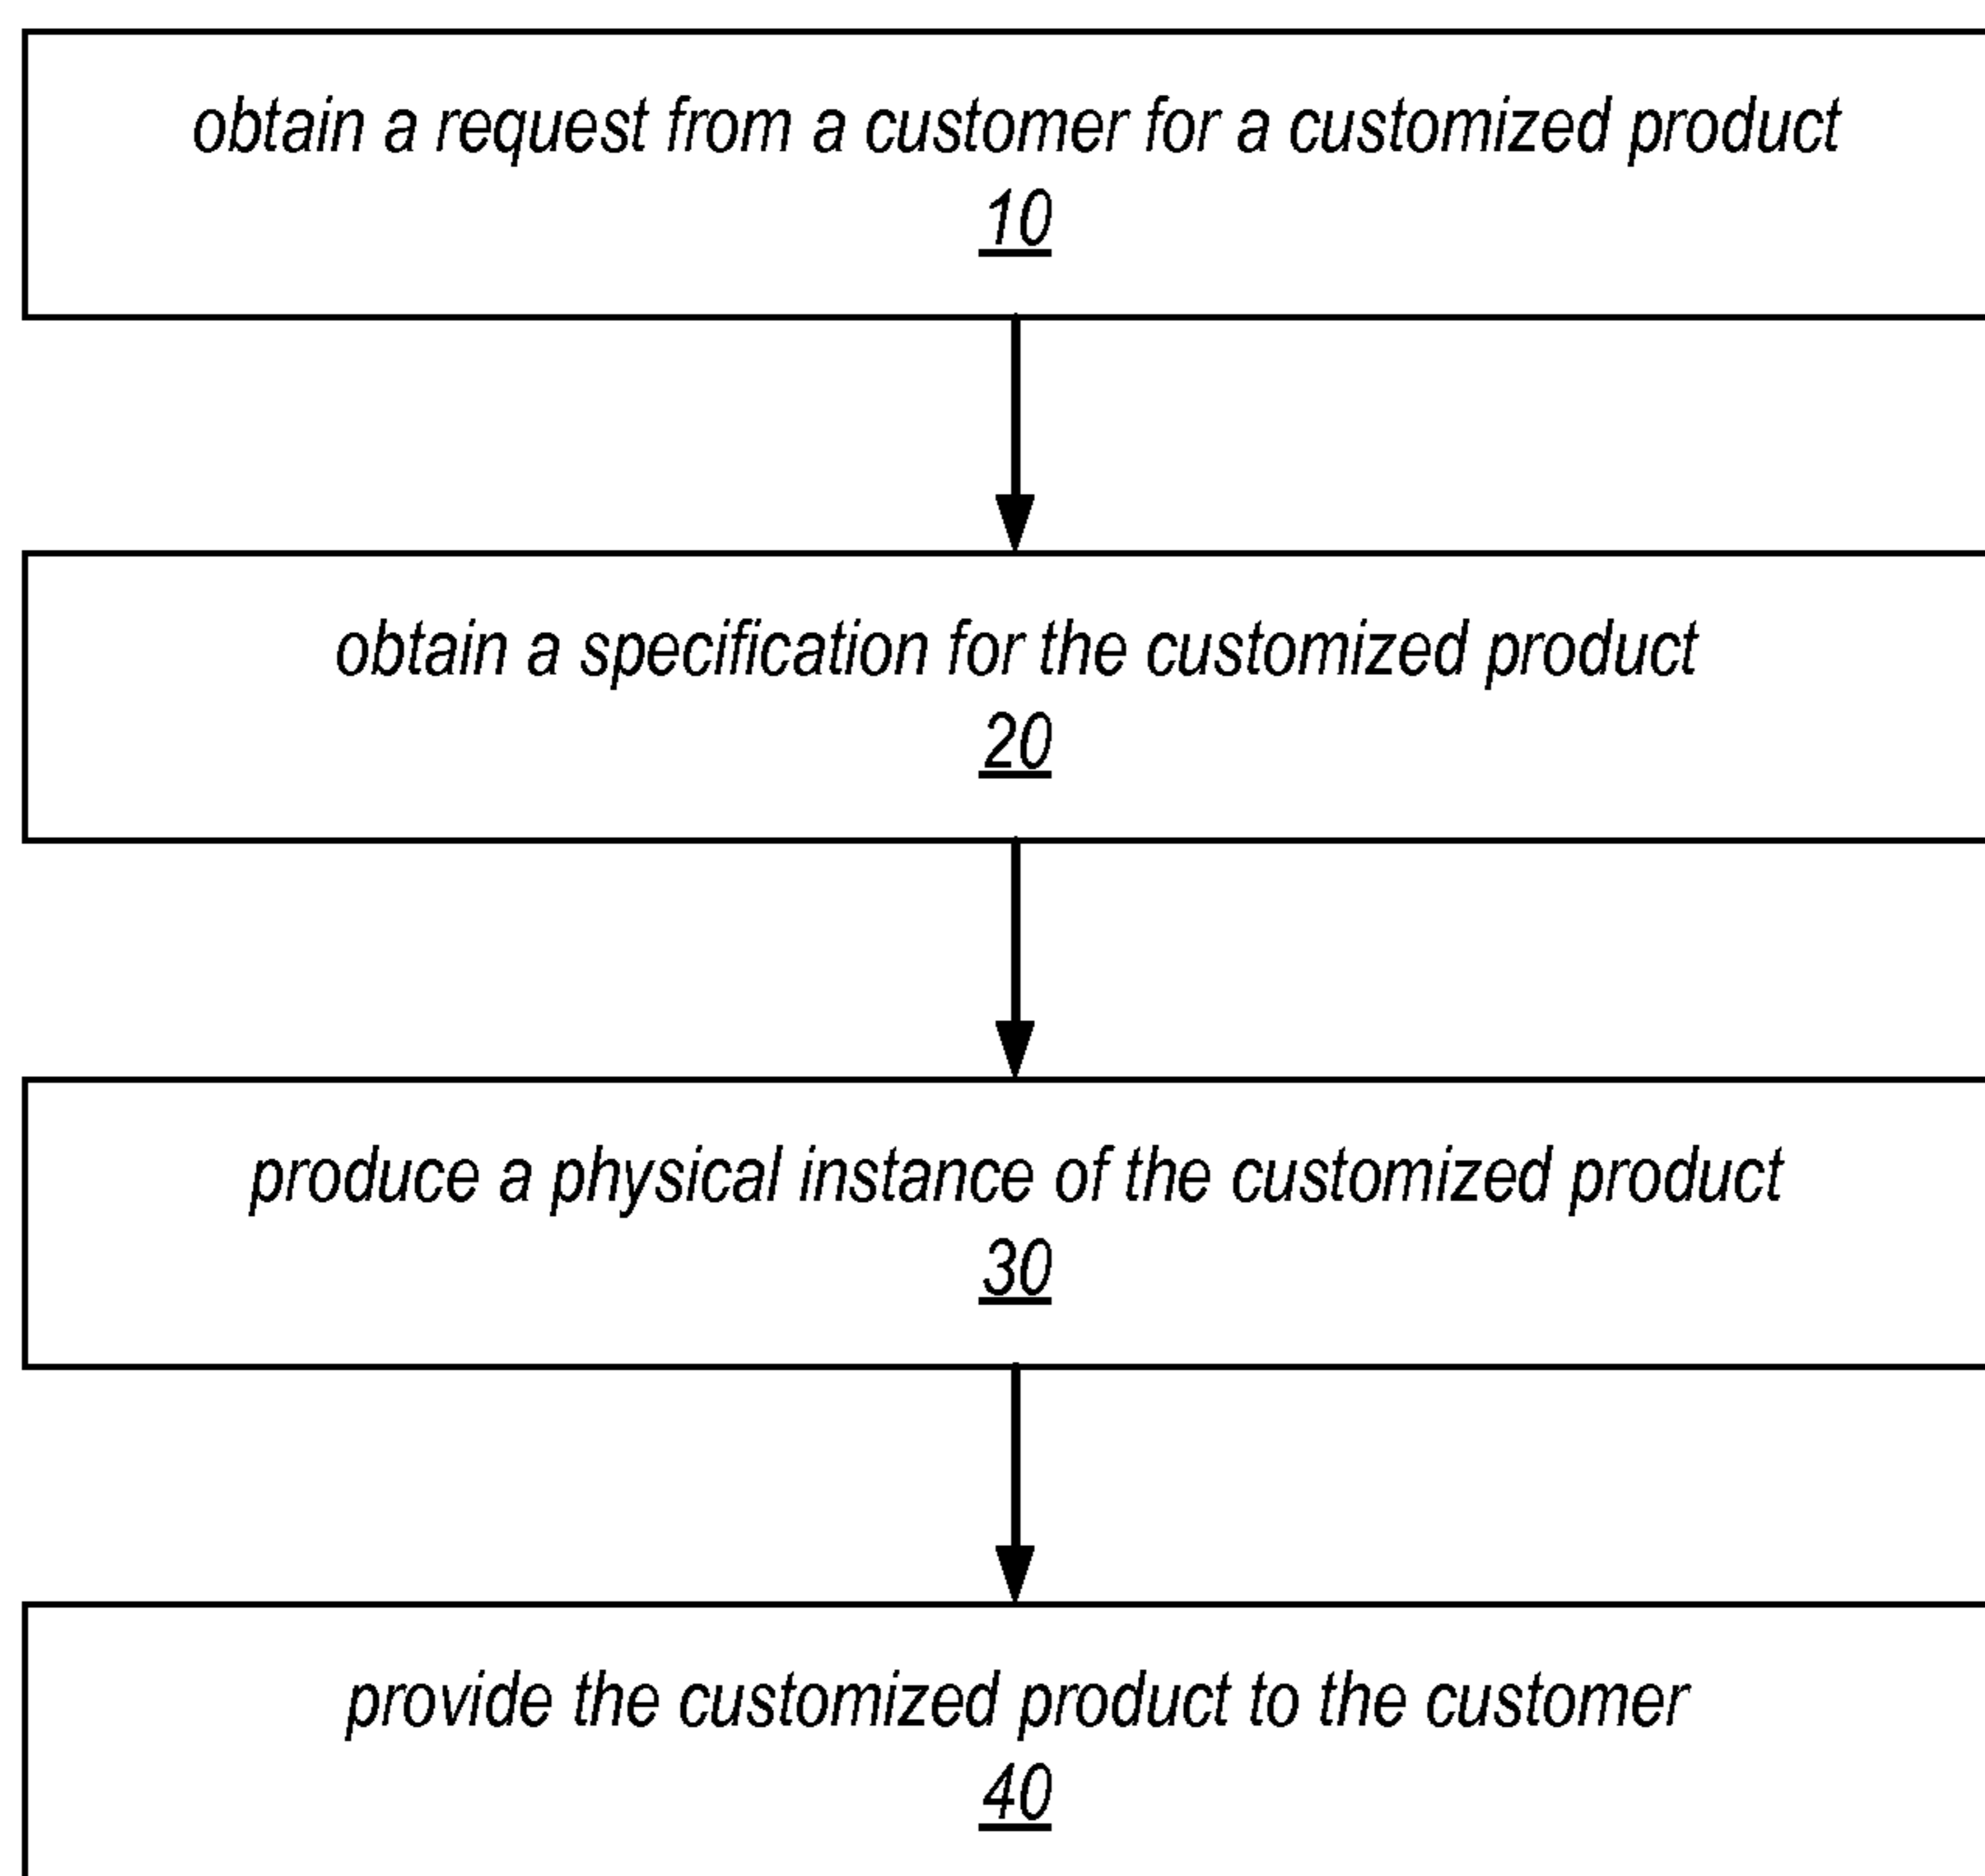 obtain a request from a customer for a customized product
10
obtain a specification for the customized product
20
produce a physical instance of the customized product
30
provide the customized product to the customer
40